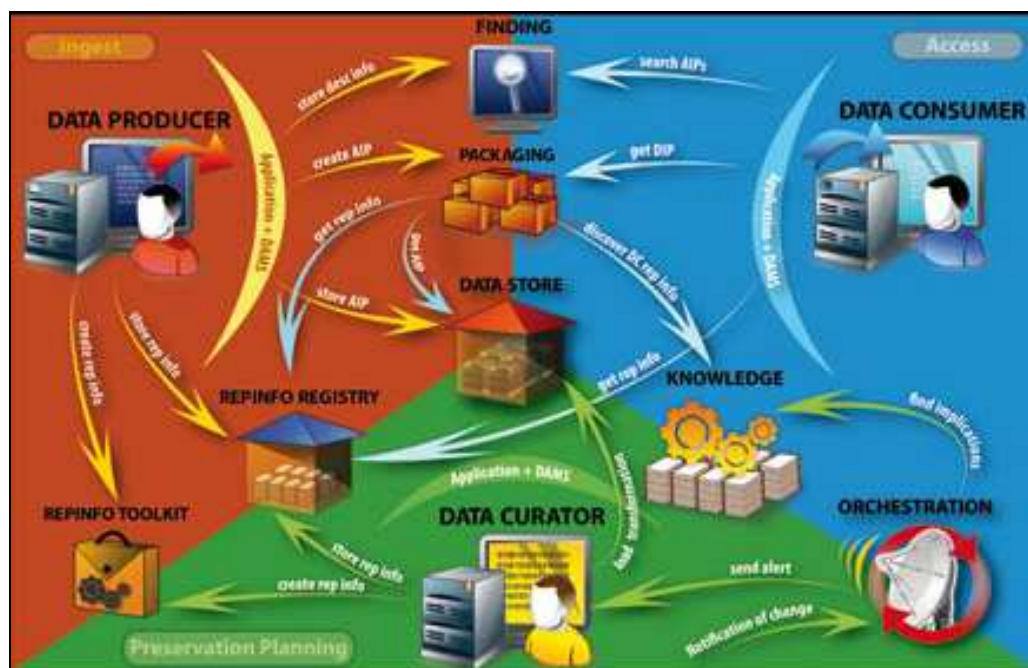 Ingest
FINDING
Access
store desc info
search AIPs
DATA PRODUCER
DATA CONSUMER
create AIP
PACKAGING
get DIP
Application + DAMS
Application + DAMS
get rep info
get AIP
discover DC rep info
DATA STORE
store AIP
create rep info
store rep info
get rep info
KNOWLEDGE
REPINFO REGISTRY
find implications
Application + DAMS
transformation
ORCHESTRATION
REPINFO TOOLKIT
DATA CURATOR
store rep info
create rep info
send alert
Notification of change
Preservation Planning